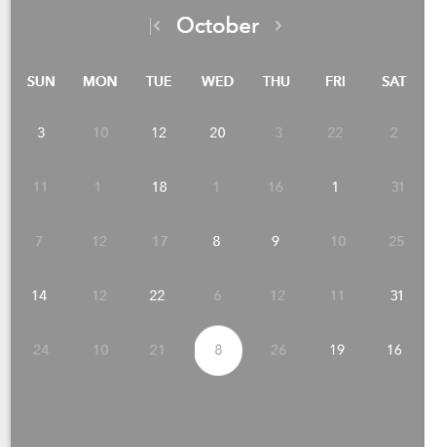 ‹ October ›
SUN MON TUE WED THU FRI SAT
3 10 12 20 3 22 2
11 1 18 1 16 1 31
7 12 17 8 9 10 25
14 12 22 6 12 11 31
24 10 21 8 26 19 16